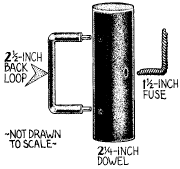 2½-INCH
BACK
LOOP
1½-INCH
FUSE
~NOT DRAWN
TO SCALE~
2¼-INCH
DOWEL